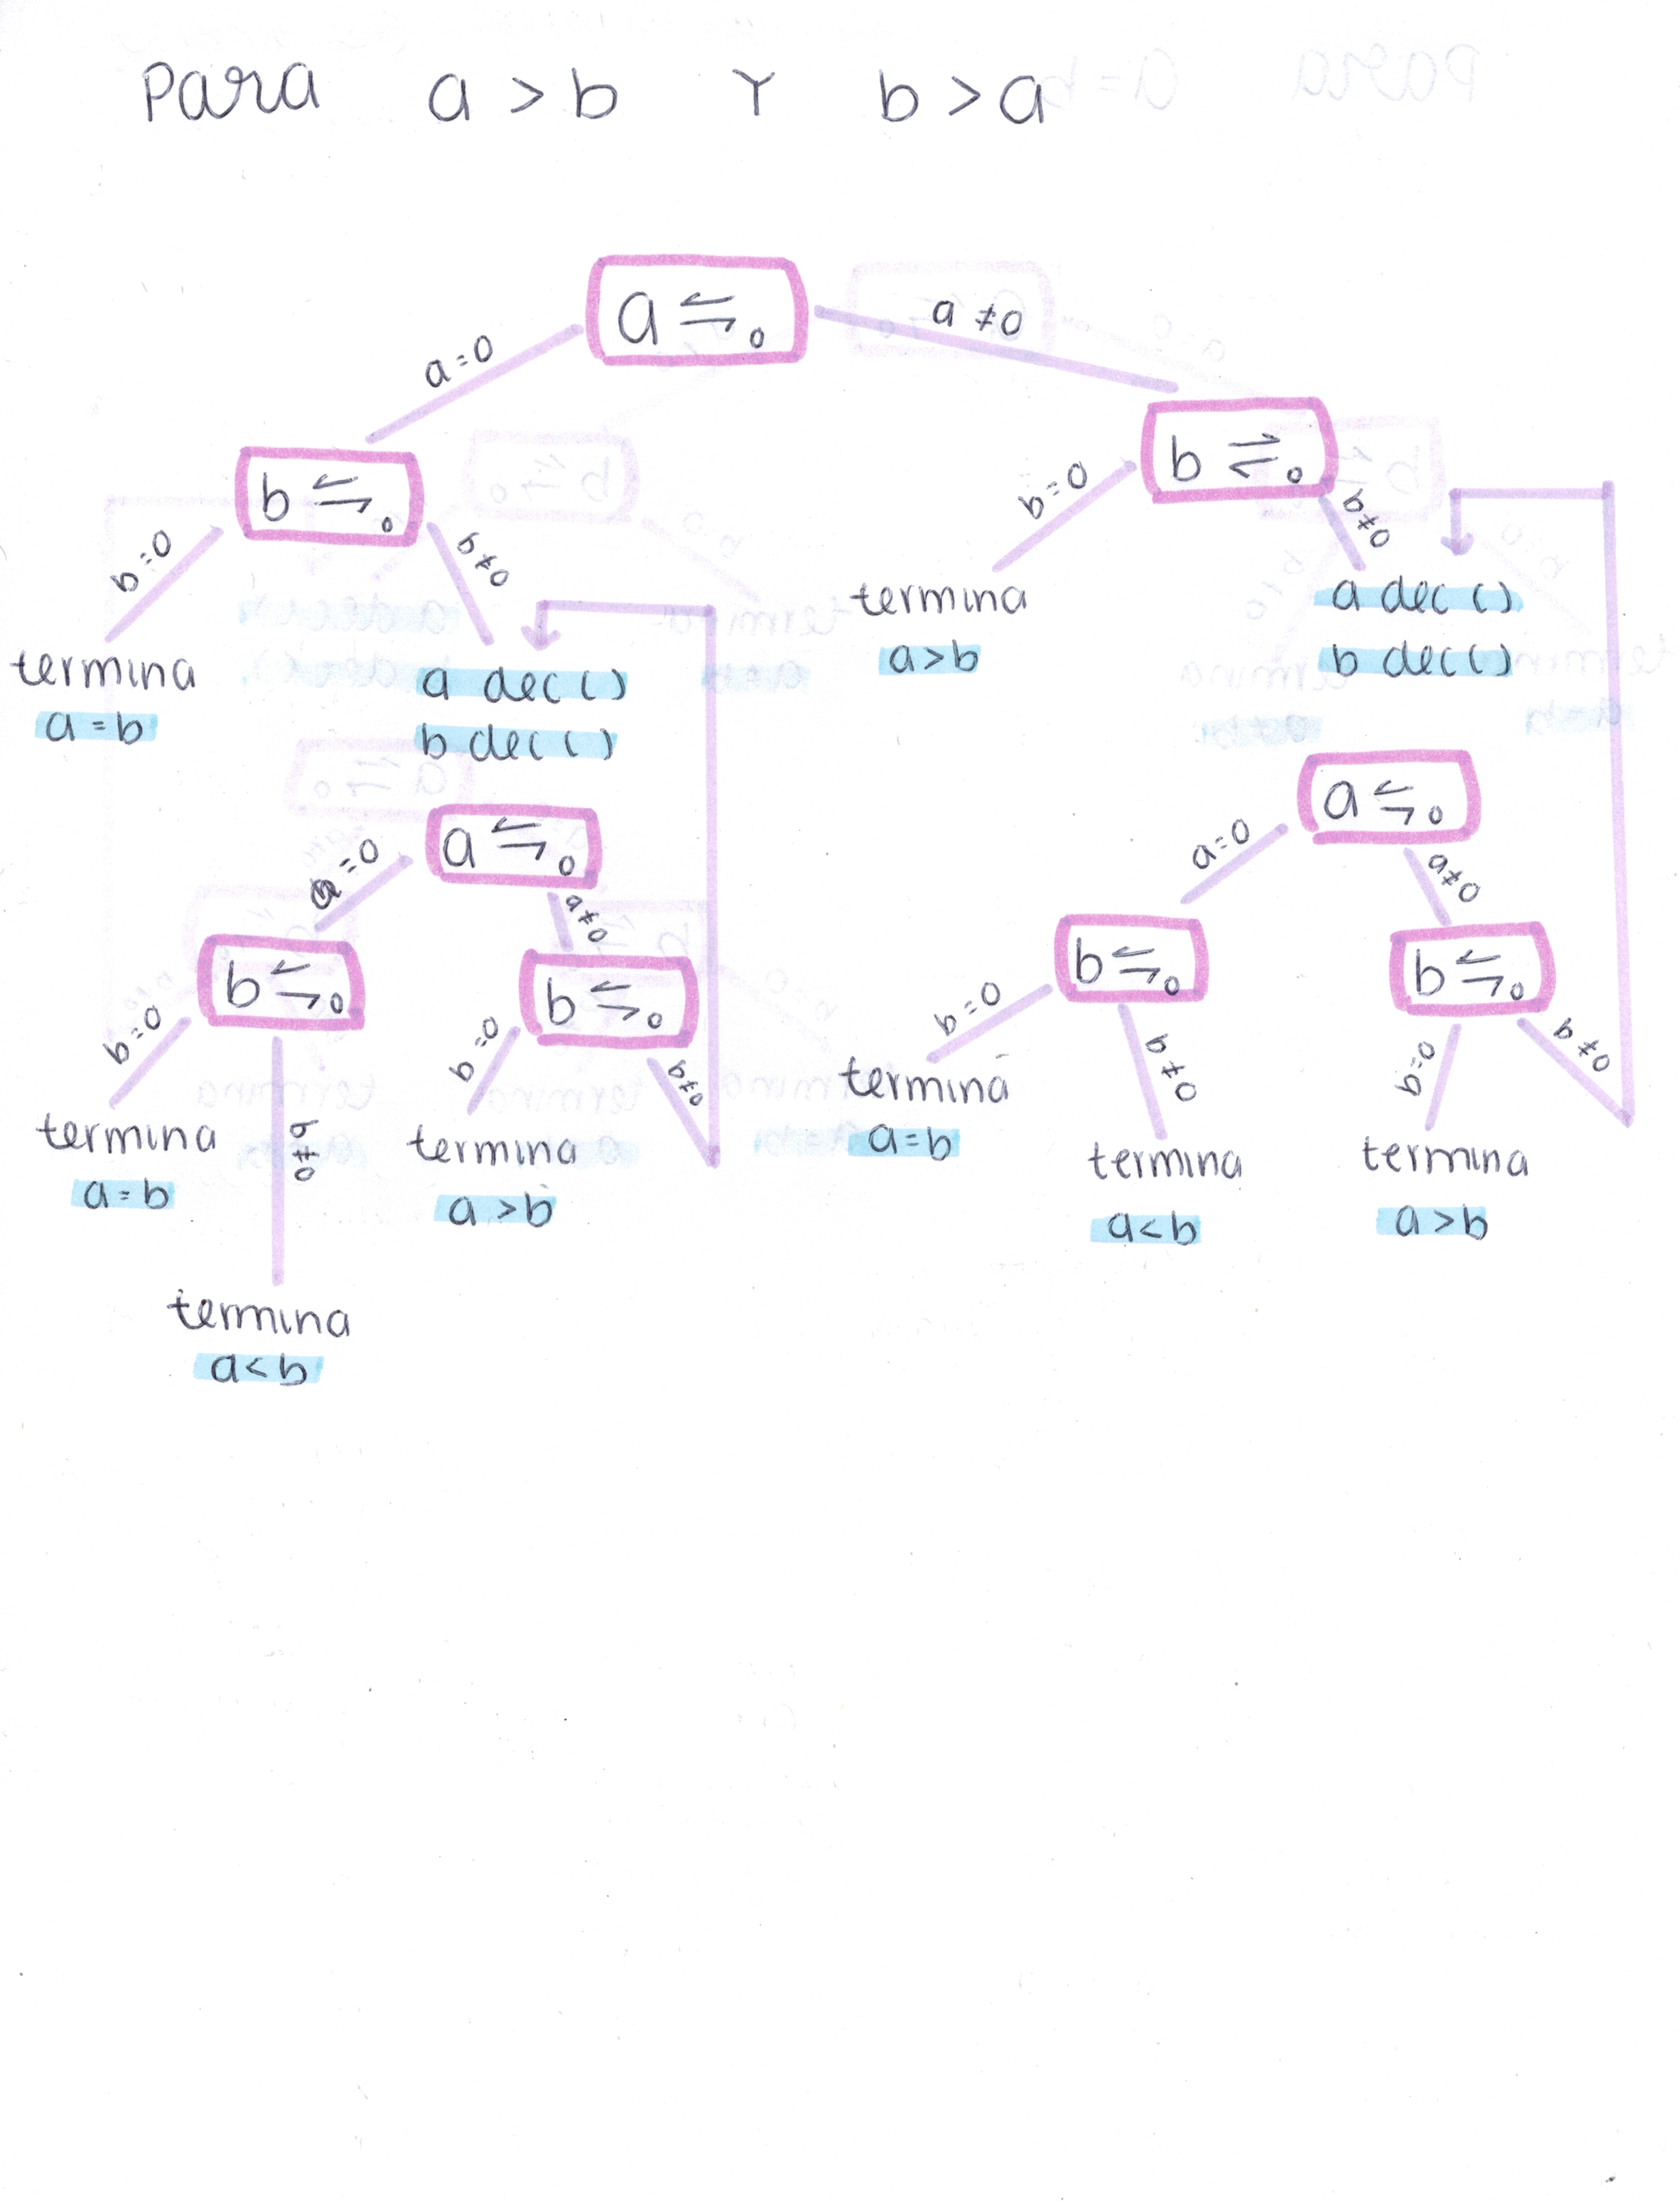 Para a > b Y b > a
a ⇋ 0
a = 0
a ≠ 0
b ⇋ 0
b = 0
b ≠ 0
termina
a = b
a dec ( )
b dec ( )
a ⇋ 0
a = 0
a ≠ 0
b ⇋ 0
b = 0
b ≠ 0
termina
a = b
termina
a < b
b ⇋ 0
b = 0
b ≠ 0
termina
a > b
b ⇌ 0
b = 0
b ≠ 0
termina
a > b
a dec ( )
b dec ( )
a ⇋ 0
a = 0
a ≠ 0
b ⇋ 0
b = 0
b ≠ 0
termina
a = b
termina
a < b
b ⇋ 0
b = 0
b ≠ 0
termina
a > b